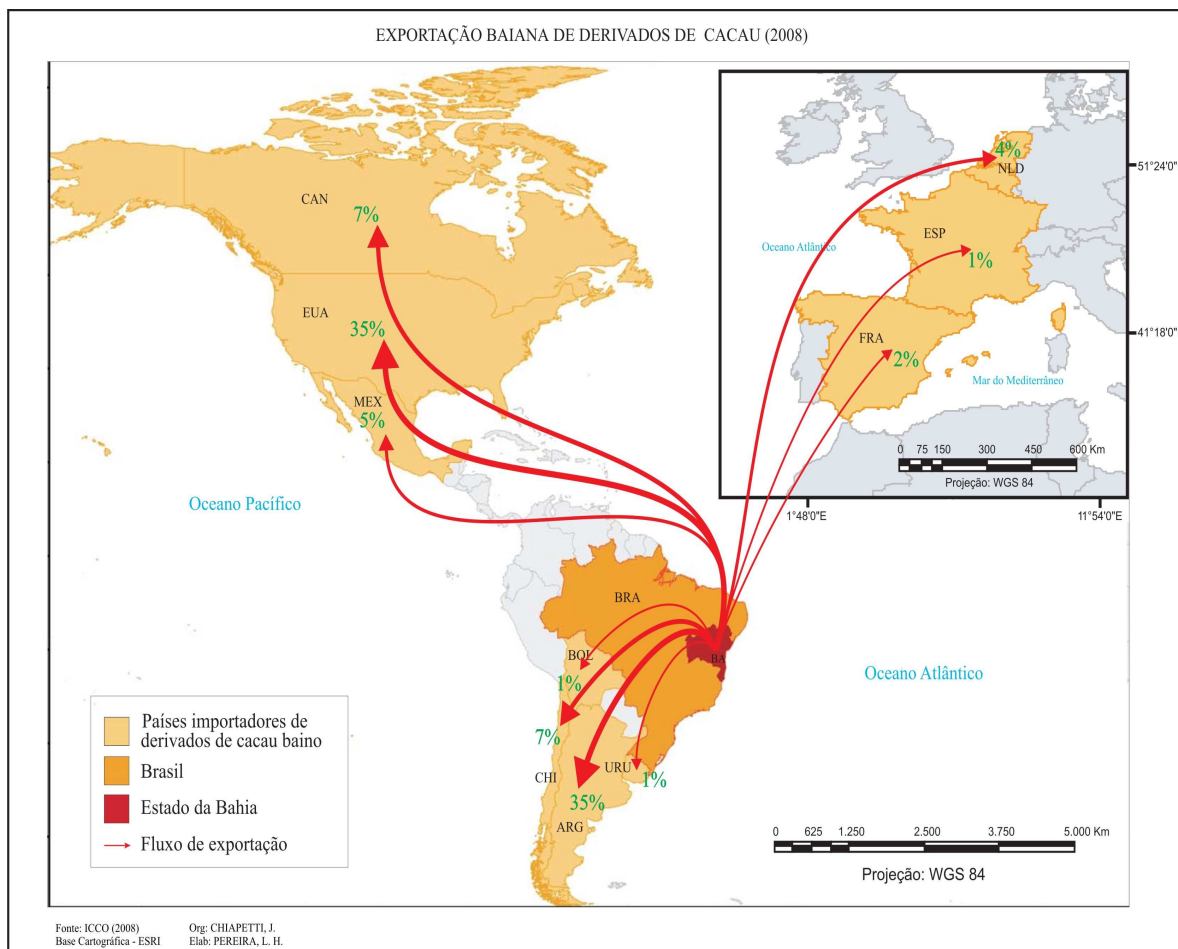 EXPORTAÇÃO BAIANA DE DERIVADOS DE CACAU (2008)
CAN
7%
EUA
35%
MEX
5%
Oceano Pacífico
4%
NLD
ESP
1%
Oceano Atlântico
FRA
2%
Mar do Mediterrâneo
0 75 150 300 450 600 Km
Projeção: WGS 84
51°24'0"
41°18'0"
1°48'0"E
11°54'0"E
BRA
BA
BOL
1%
7%
CHI
URU
1%
35%
ARG
Oceano Atlântico
Países importadores de
derivados de cacau baino
Brasil
Estado da Bahia
Fluxo de exportação
0 625 1.250 2.500 3.750 5.000 Km
Projeção: WGS 84
Fonte: ICCO (2008)
Base Cartográfica - ESRI
Org: CHIAPETTI, J.
Elab: PEREIRA, L. H.